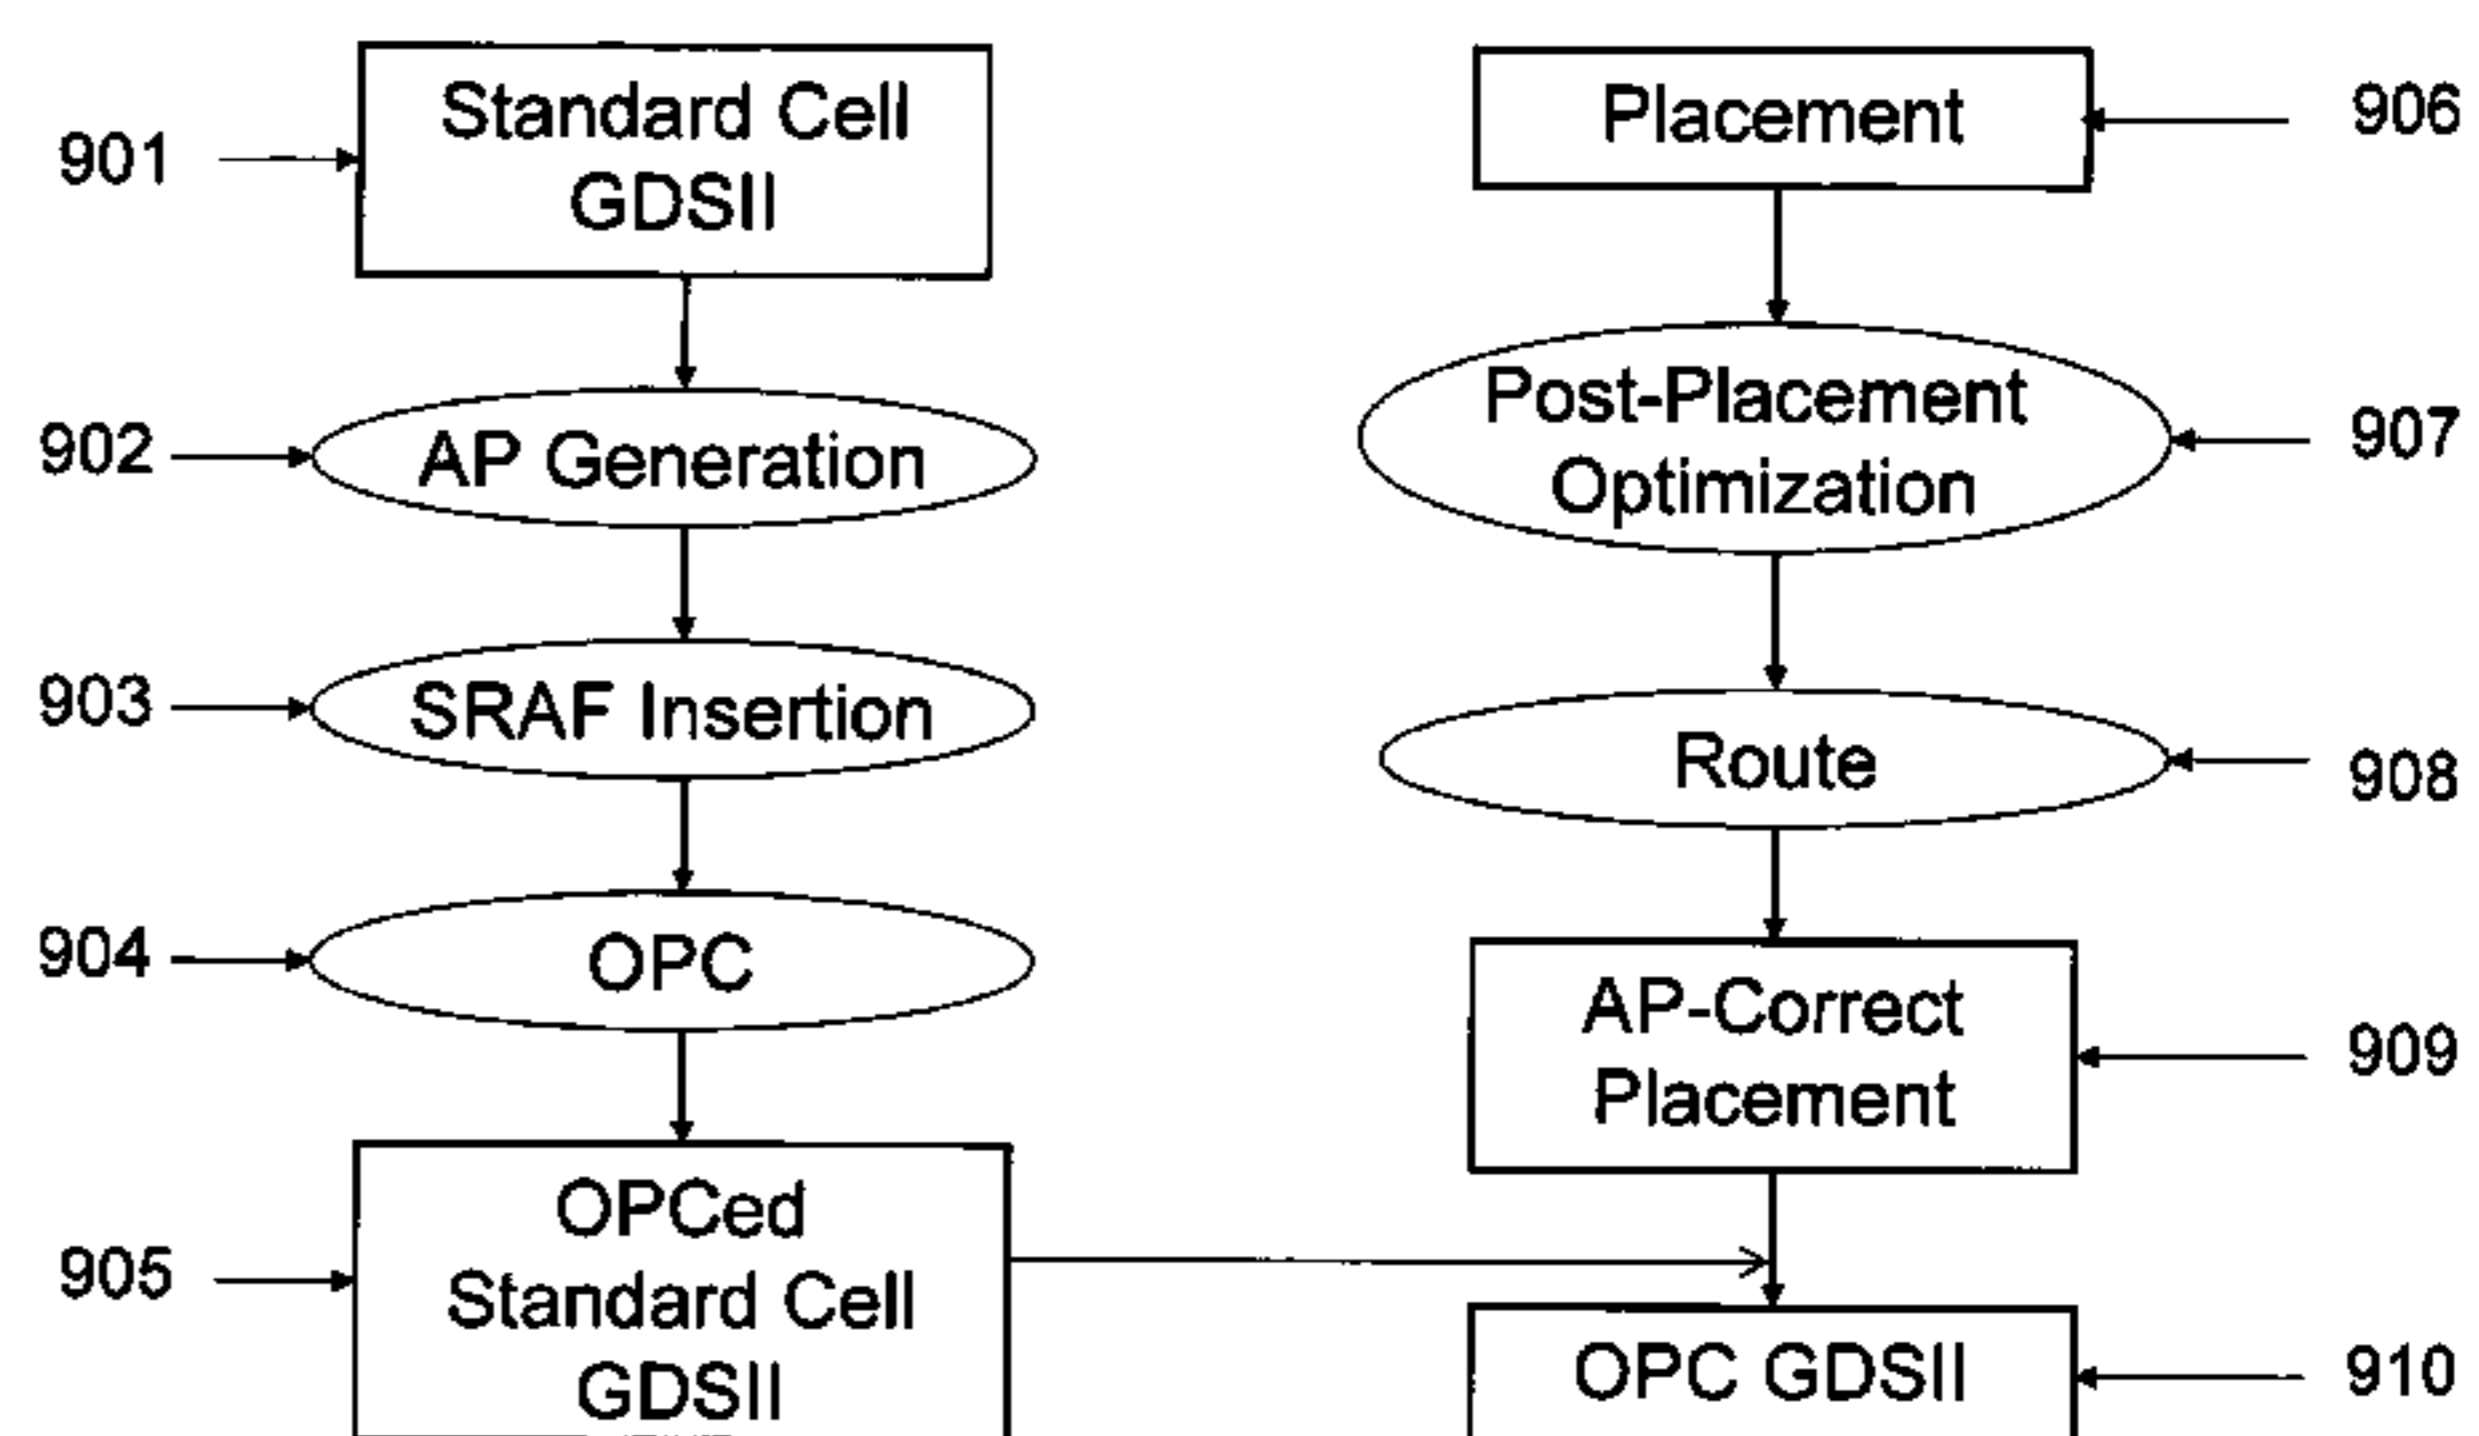 901
Standard Cell
GDSII
902
AP Generation
903
SRAF Insertion
904
OPC
905
OPCed
Standard Cell
GDSII
Placement
906
Post-Placement
Optimization
907
Route
908
AP-Correct
Placement
909
OPC GDSII
910